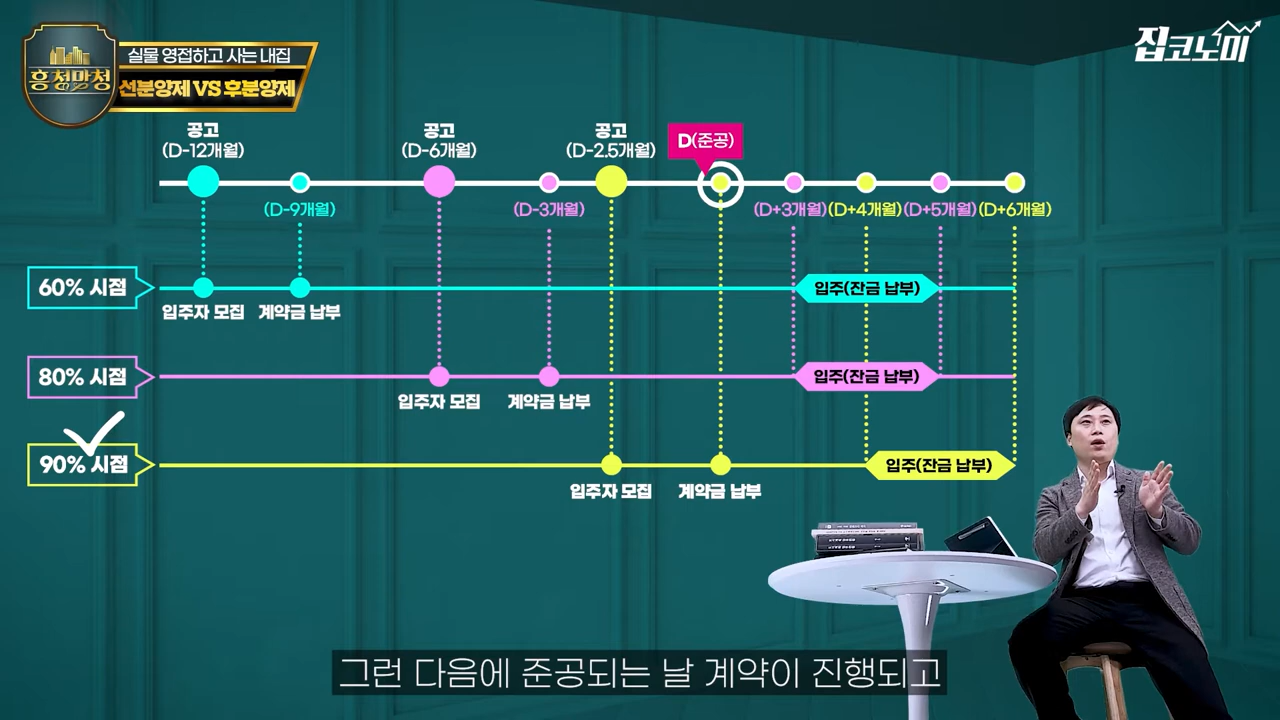 흥청망청
실물 영접하고 사는 내집
선분양제 VS 후분양제
집코노미
공고
(D-12개월)
공고
(D-6개월)
공고
(D-2.5개월)
D(준공)
(D-9개월)
(D-3개월)
(D+3개월)
(D+4개월)
(D+5개월)
(D+6개월)
60% 시점
입주자 모집
계약금 납부
입주(잔금 납부)
80% 시점
입주자 모집
계약금 납부
입주(잔금 납부)
90% 시점
입주자 모집
계약금 납부
입주(잔금 납부)
그런 다음에 준공되는 날 계약이 진행되고